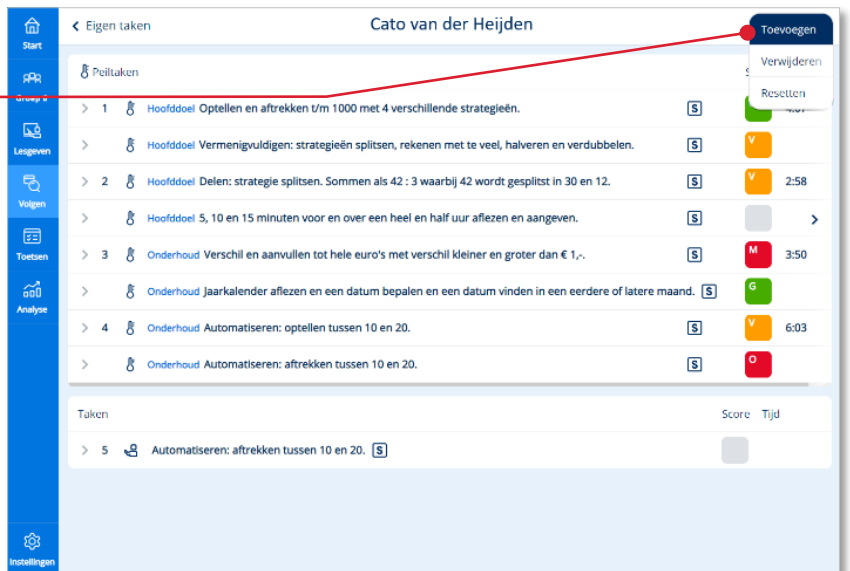 Start
Groep 6
Lesgeven
Volgen
Toetsen
Analyse
Instellingen
Eigen taken
Cato van der Heijden
Toevoegen
Verwijderen
Resetten
Peiltaken
1 Hoofddoel Optellen en aftrekken t/m 1000 met 4 verschillende strategieën. S
Hoofddoel Vermenigvuldigen: strategieën splitsen, rekenen met te veel, halveren en verdubbelen. S V
2 Hoofddoel Delen: strategie splitsen. Sommen als 42 : 3 waarbij 42 wordt gesplitst in 30 en 12. S V 2:58
Hoofddoel 5, 10 en 15 minuten voor en over een heel en half uur aflezen en aangeven. S
3 Onderhoud Verschil en aanvullen tot hele euro's met verschil kleiner en groter dan € 1,-. S M 3:50
Onderhoud Jaarkalender aflezen en een datum bepalen en een datum vinden in een eerdere of latere maand. S G
4 Onderhoud Automatiseren: optellen tussen 10 en 20. S V 6:03
Onderhoud Automatiseren: aftrekken tussen 10 en 20. S O
Taken Score Tijd
5 Automatiseren: aftrekken tussen 10 en 20. S